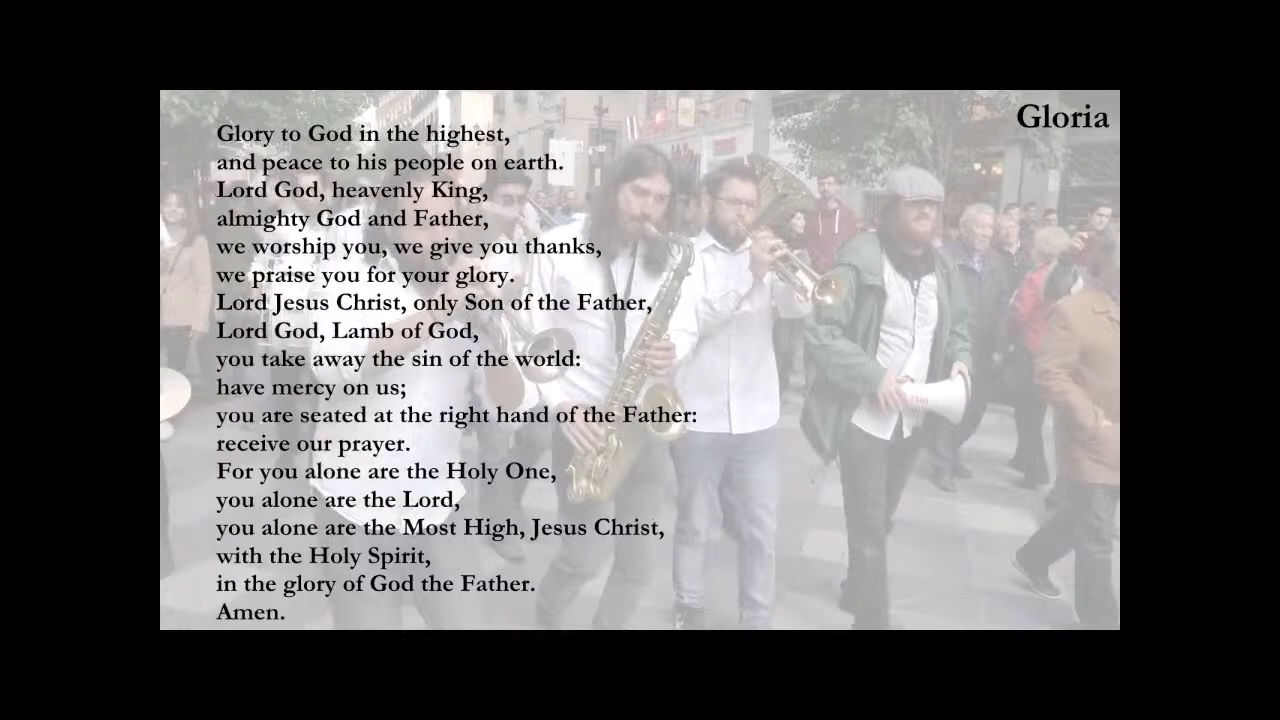 Gloria
Glory to God in the highest,
and peace to his people on earth.
Lord God, heavenly King,
almighty God and Father,
we worship you, we give you thanks,
we praise you for your glory.
Lord Jesus Christ, only Son of the Father,
Lord God, Lamb of God,
you take away the sin of the world:
have mercy on us;
you are seated at the right hand of the Father:
receive our prayer.
For you alone are the Holy One,
you alone are the Lord,
you alone are the Most High, Jesus Christ,
with the Holy Spirit,
in the glory of God the Father.
Amen.